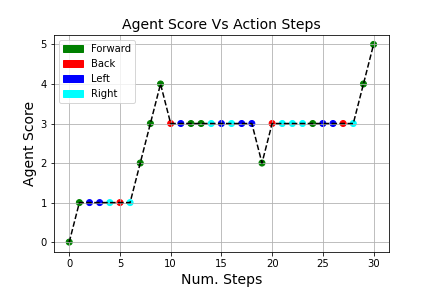 Agent Score Vs Action Steps
5
4
3
2
1
0
Forward
Back
Left
Right
Agent Score
0 5 10 15 20 25 30
Num. Steps